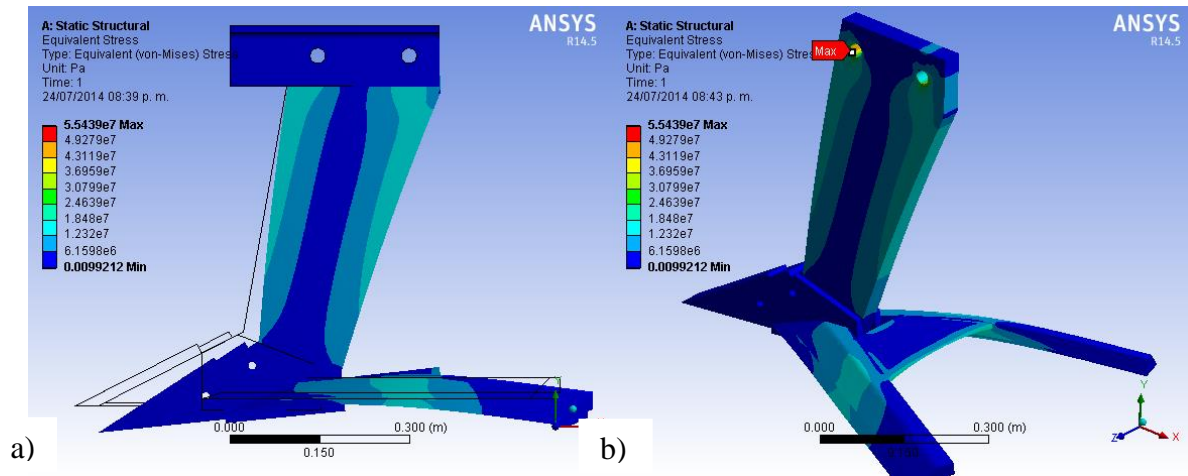 A: Static Structural
Equivalent Stress
Type: Equivalent (von-Mises) Stress
Unit: Pa
Time: 1
24/07/2014 08:39 p. m.
5.5439e7 Max
4.9279e7
4.3119e7
3.6959e7
3.0799e7
2.4639e7
1.848e7
1.232e7
6.1598e6
0.0099212 Min
ANSYS
R14.5
0.000
0.300 (m)
0.150
Y
a)
A: Static Structural
Equivalent Stress
Type: Equivalent (von-Mises) Stress
Unit: Pa
Time: 1
24/07/2014 08:43 p. m.
5.5439e7 Max
4.9279e7
4.3119e7
3.6959e7
3.0799e7
2.4639e7
1.848e7
1.232e7
6.1598e6
0.0099212 Min
ANSYS
R14.5
Max
0.000
0.300 (m)
0.150
Y
Z
X
b)